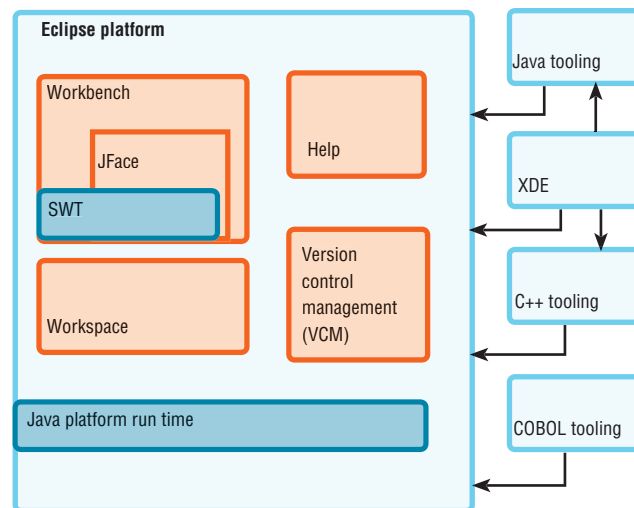 Eclipse platform
Workbench
JFace
SWT
Help
Workspace
Version
control
management
(VCM)
Java platform run time
Java tooling
XDE
C++ tooling
COBOL tooling